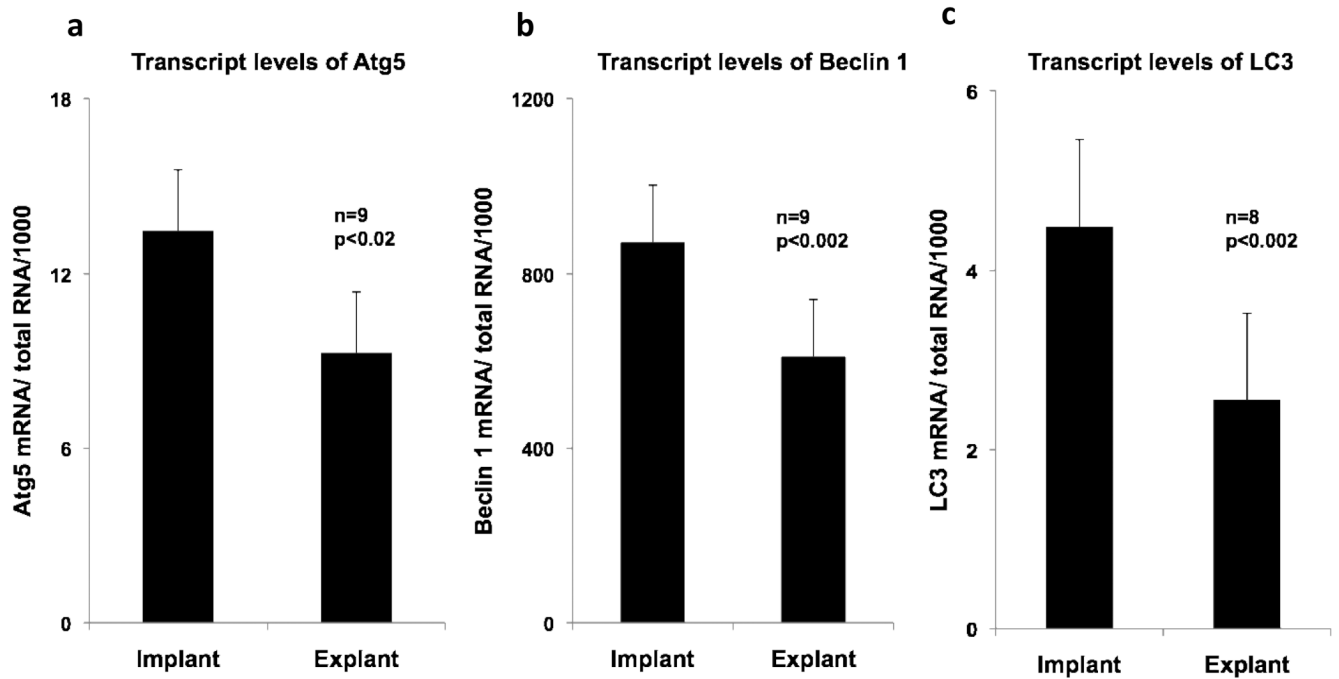 a
Transcript levels of Atg5
Atg5 mRNA/ total RNA/1000
18
12
6
0
n=9
p<0.02
Implant
Explant
b
Transcript levels of Beclin 1
Beclin 1 mRNA/ total RNA/1000
1200
800
400
0
n=9
p<0.002
Implant
Explant
c
Transcript levels of LC3
LC3 mRNA/ total RNA/1000
6
4
2
0
n=8
p<0.002
Implant
Explant